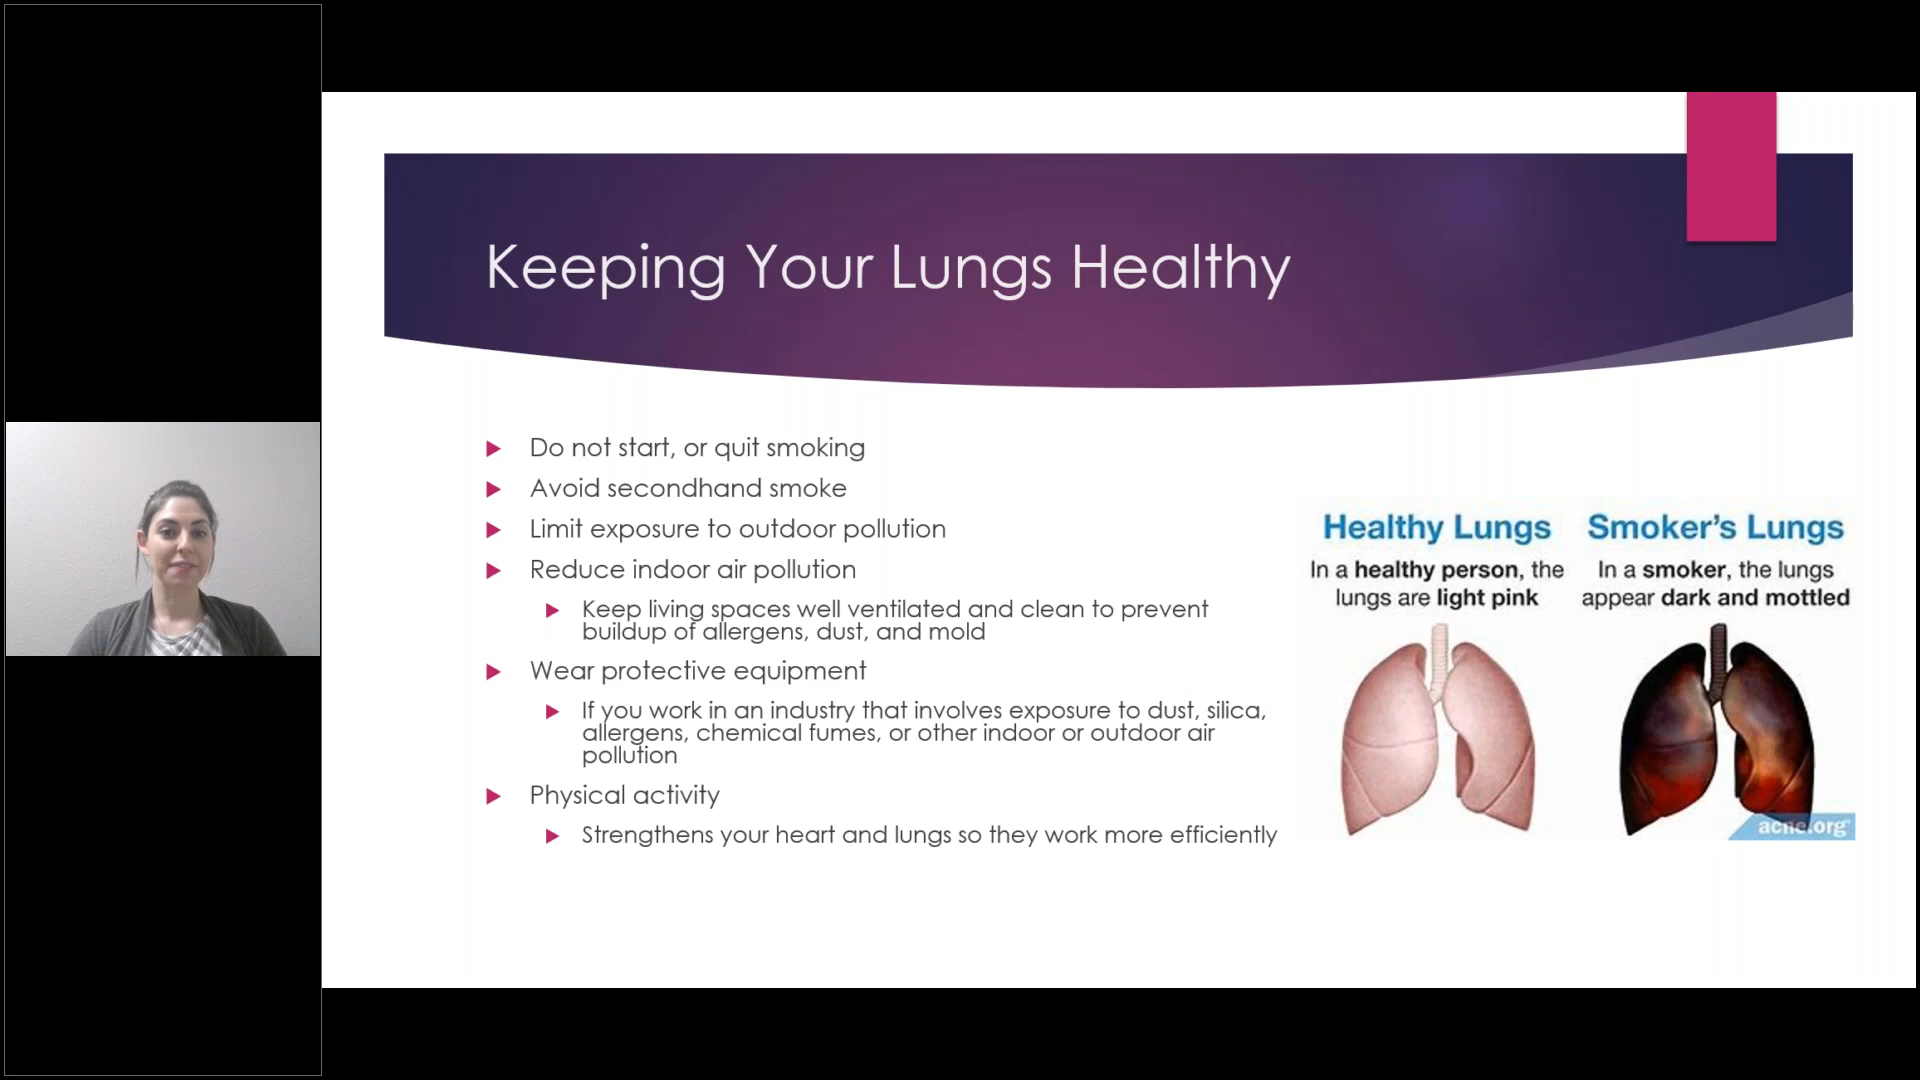 Keeping Your Lungs Healthy
Do not start, or quit smoking
Avoid secondhand smoke
Limit exposure to outdoor pollution
Reduce indoor air pollution
Keep living spaces well ventilated and clean to prevent
buildup of allergens, dust, and mold
Wear protective equipment
If you work in an industry that involves exposure to dust, silica,
allergens, chemical fumes, or other indoor or outdoor air
pollution
Physical activity
Strengthens your heart and lungs so they work more efficiently
Healthy Lungs
In a healthy person, the
lungs are light pink
Smoker's Lungs
In a smoker, the lungs
appear dark and mottled
acne.org